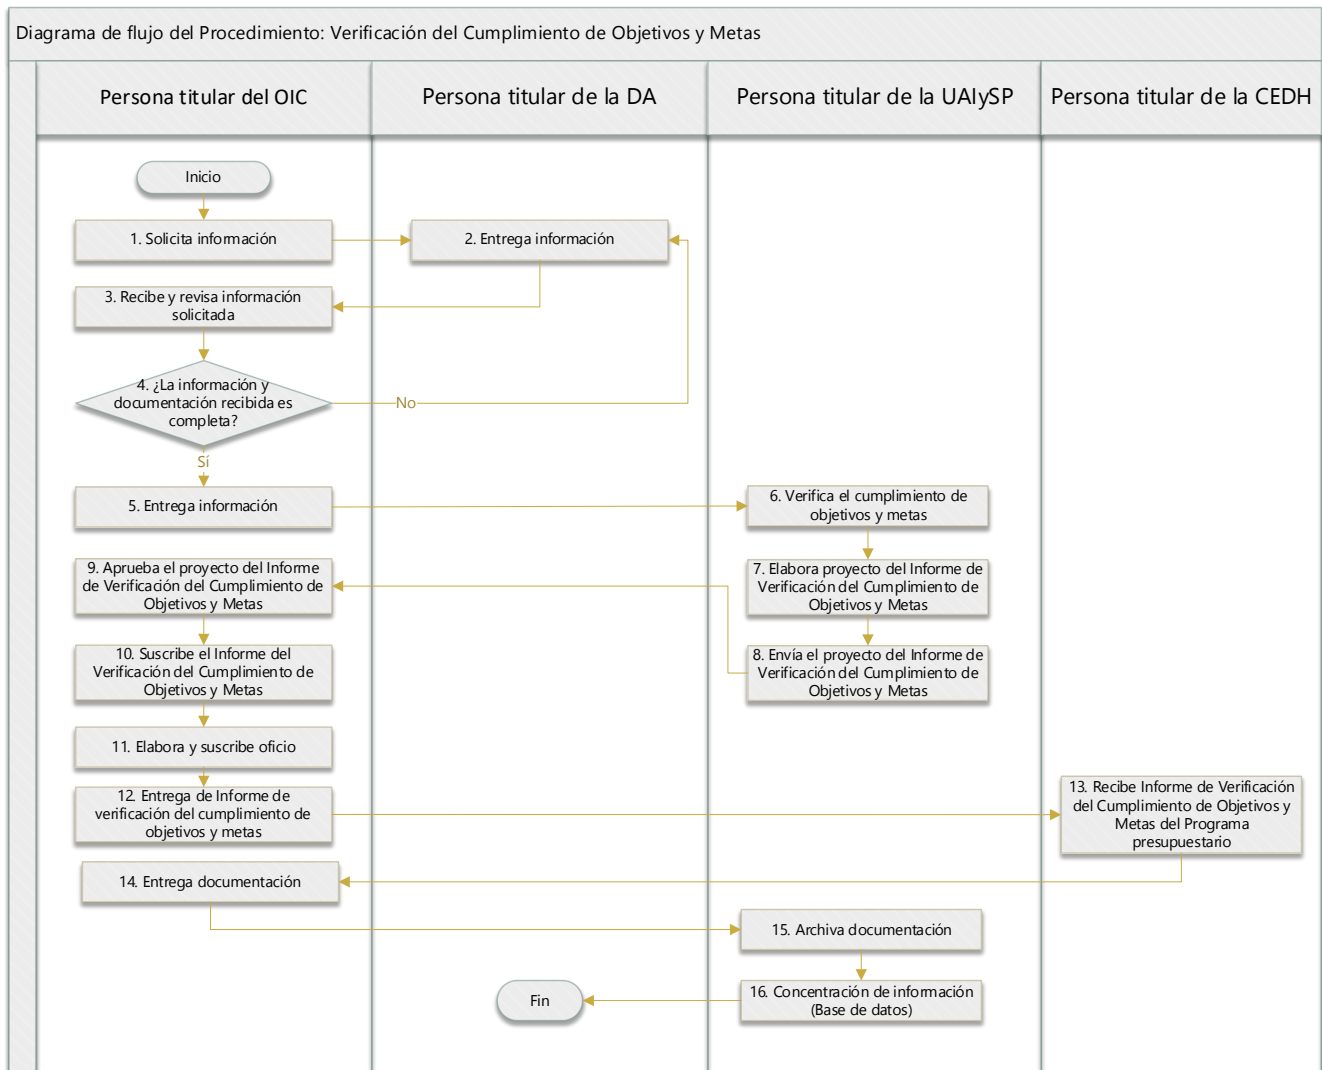 Diagrama de flujo del Procedimiento: Verificación del Cumplimiento de Objetivos y Metas
Persona titular del OIC
Persona titular de la DA
Persona titular de la UAIySP
Persona titular de la CEDH
Inicio
1. Solicita información
2. Entrega información
3. Recibe y revisa información
solicitada
4. ¿La información y
documentación recibida es
completa?
No
Sí
5. Entrega información
6. Verifica el cumplimiento de
objetivos y metas
7. Elabora proyecto del Informe de
Verificación del Cumplimiento de
Objetivos y Metas
8. Envía el proyecto del Informe de
Verificación del Cumplimiento de
Objetivos y Metas
9. Aprueba el proyecto del Informe
de Verificación del Cumplimiento de
Objetivos y Metas
10. Suscribe el Informe del
Verificación del Cumplimiento de
Objetivos y Metas
11. Elabora y suscribe oficio
12. Entrega de Informe de
verificación del cumplimiento de
objetivos y metas
13. Recibe Informe de Verificación
del Cumplimiento de Objetivos y
Metas del Programa
presupuestario
14. Entrega documentación
15. Archiva documentación
16. Concentración de información
(Base de datos)
Fin